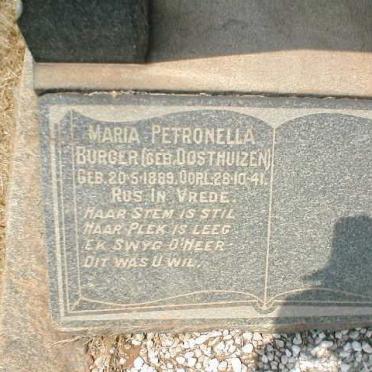 MARIA PETRONELLA
BURGER (GEB. OOSTHUIZEN)
GEB. 20-5-1889. OORL. 28-10-41.
RUS IN VREDE.
HAAR STEM IS STIL
HAAR PLEK IS LEEG
EK SWYG O'HEER
DIT WAS U WIL.